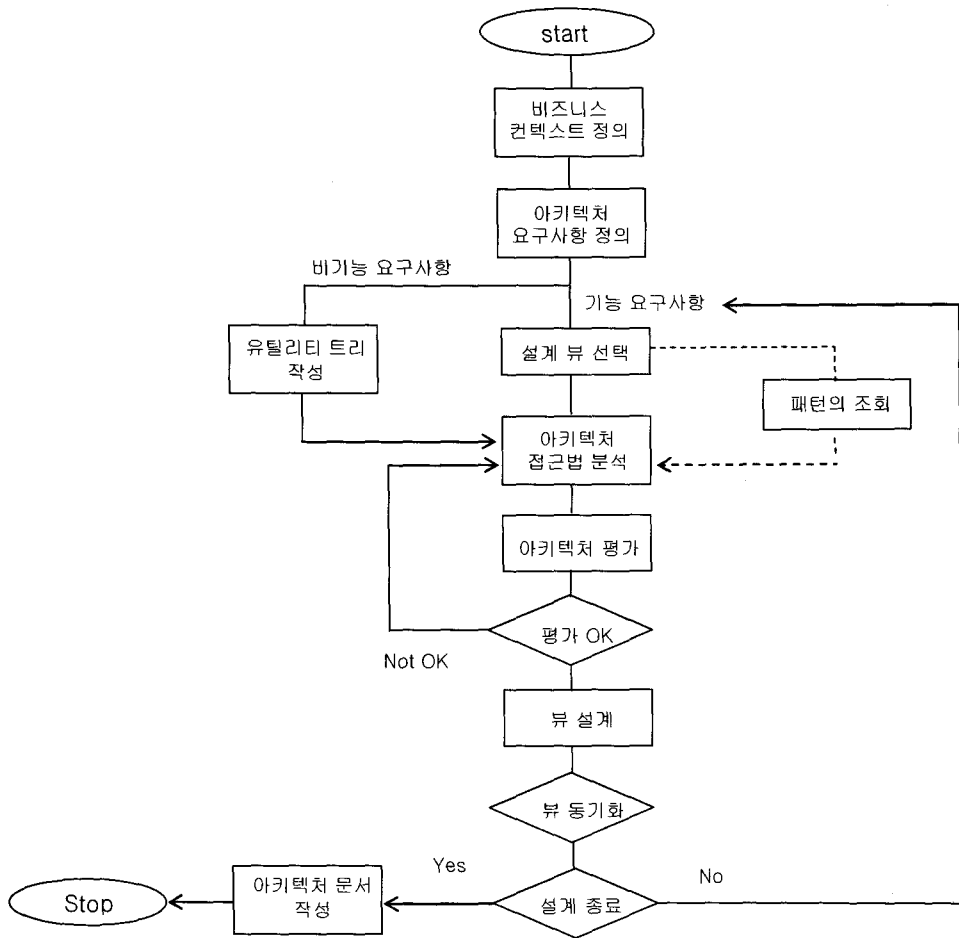 start
비즈니스
컨텍스트 정의
아키텍처
요구사항 정의
비기능 요구사항
기능 요구사항
유틸리티 트리
작성
설계 뷰 선택
패턴의 조회
아키텍처
접근법 분석
아키텍처 평가
평가 OK
Not OK
뷰 설계
뷰 동기화
Yes
No
Stop
아키텍처 문서
작성
설계 종료